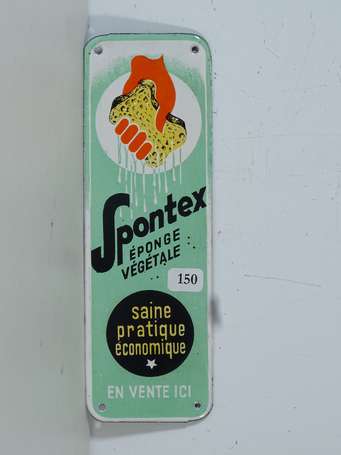 Spontex
ÉPONGE
VÉGÉTALE
150
saine
pratique
économique
EN VENTE ICI